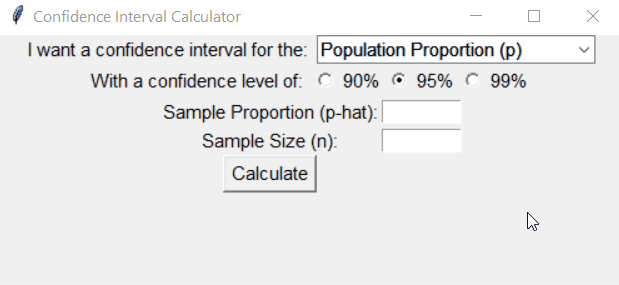 Confidence Interval Calculator
I want a confidence interval for the: Population Proportion (p)
With a confidence level of: 90% 95% 99%
Sample Proportion (p-hat):
Sample Size (n):
Calculate